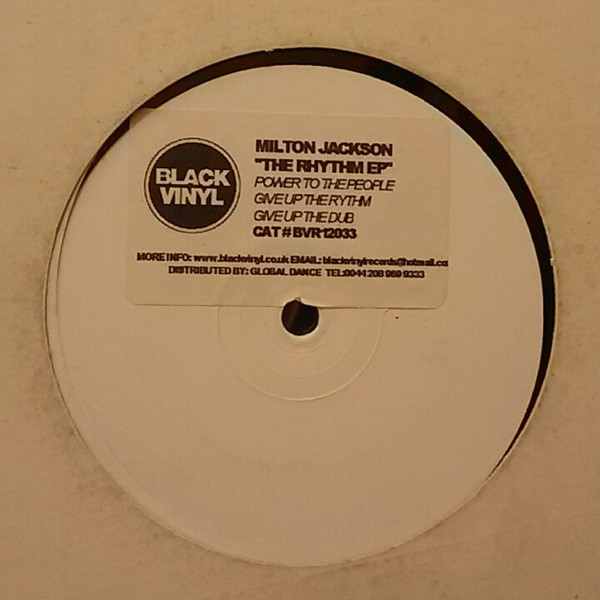 BLACK
VINYL
MILTON JACKSON
"THE RHYTHM EP"
POWER TO THE PEOPLE
GIVE UP THE RYTHM
GIVE UP THE DUB
CAT # BVR12033
MORE INFO: www.blackvinyl.co.uk EMAIL: blackvinylrecords@hotmail.co
DISTRIBUTED BY: GLOBAL DANCE TEL:0044 208 969 9333